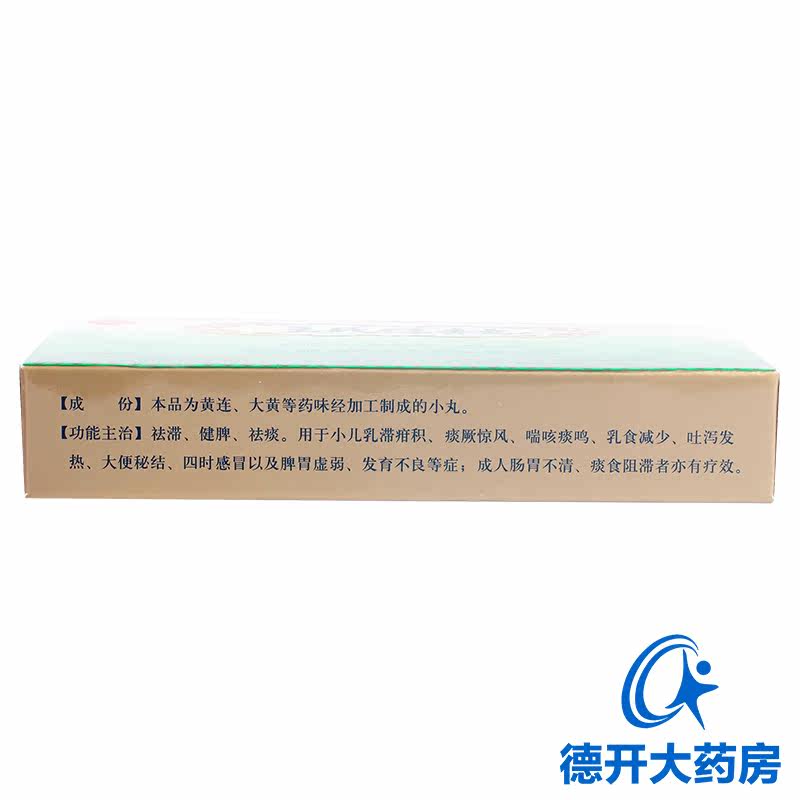 【成 份】本品为黄连、大黄等药味经加工制成的小丸。
【功能主治】祛滞、健脾、祛痰。用于小儿乳滞疳积、痰厥惊风、喘咳痰鸣、乳食减少、吐泻发
热、大便秘结、四时感冒以及脾胃虚弱、发育不良等症；成人肠胃不清、痰食阻滞者亦有疗效。
德开大药房